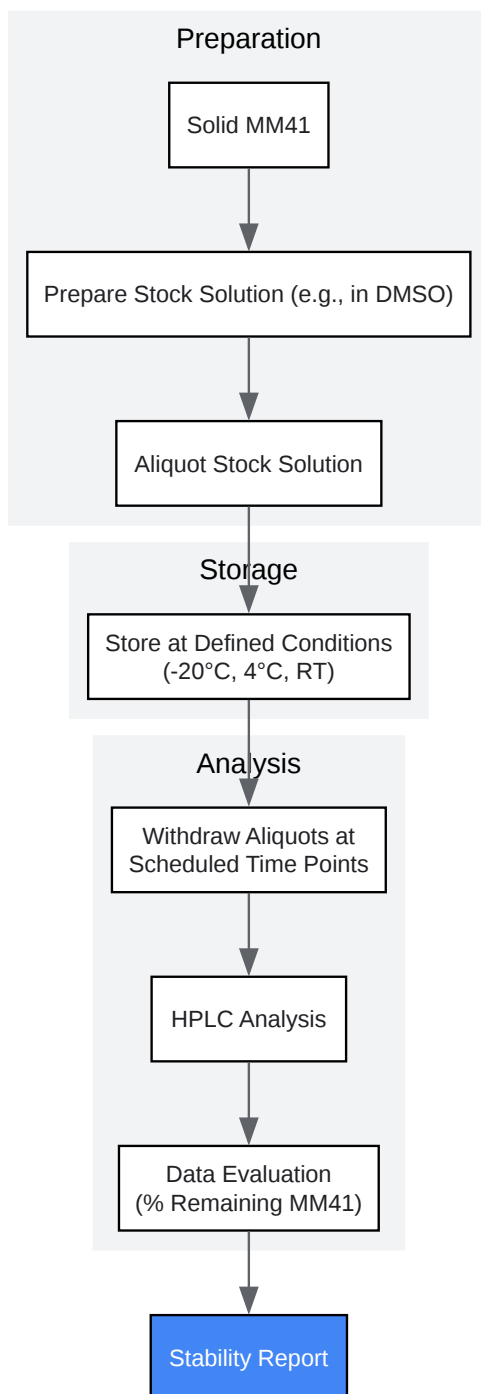 Preparation
Solid MM41
Prepare Stock Solution (e.g., in DMSO)
Aliquot Stock Solution
Storage
Store at Defined Conditions
(-20°C, 4°C, RT)
Analysis
Withdraw Aliquots at
Scheduled Time Points
HPLC Analysis
Data Evaluation
(% Remaining MM41)
Stability Report